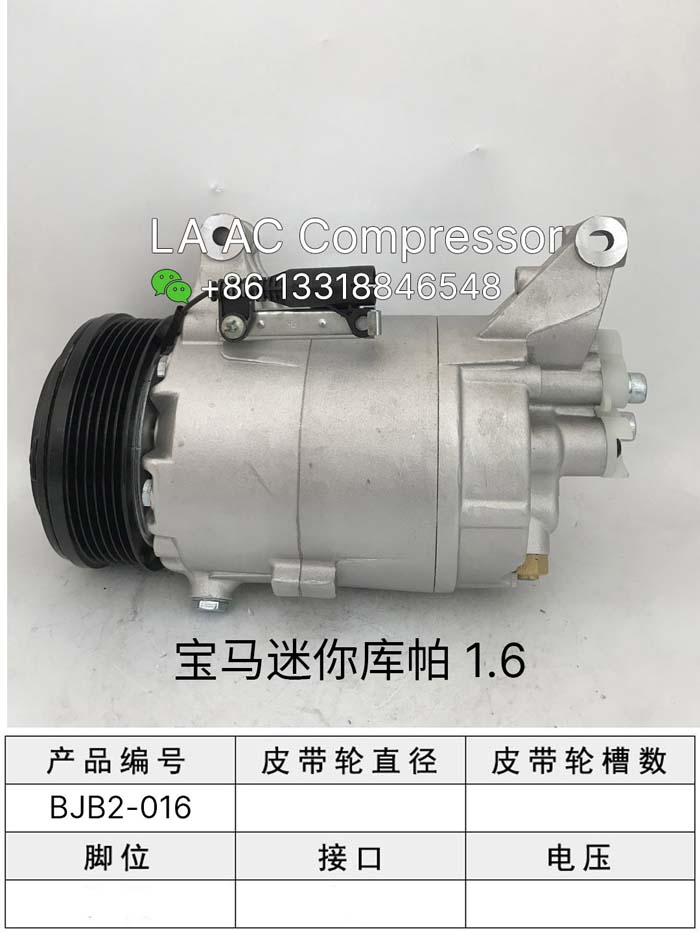 LA AC Compressor
+86 13318846548
宝马迷你库帕 1.6
产品编号 皮带轮直径 皮带轮槽数
BJB2-016
脚位 接口 电压